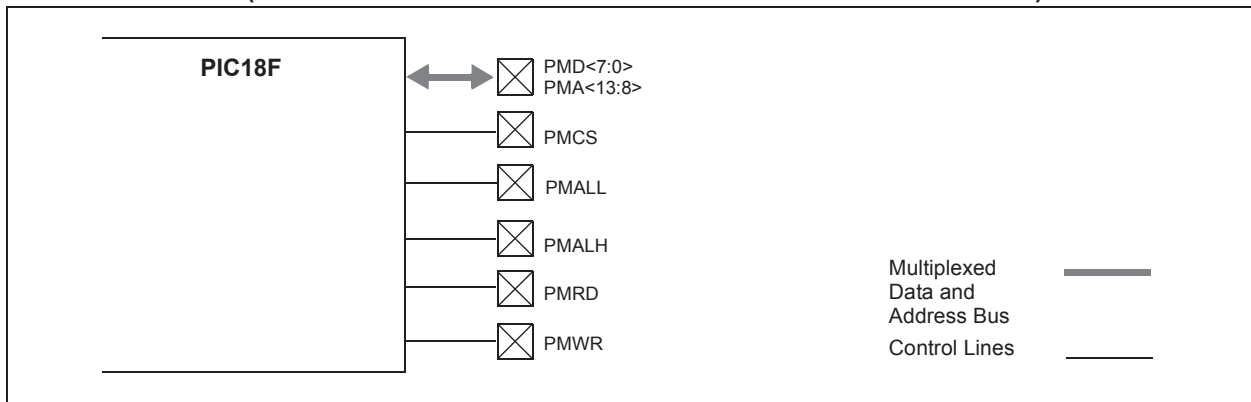 PIC18F
PMD<7:0>
PMA<13:8>
PMCS
PMALL
PMALH
PMRD
PMWR
Multiplexed
Data and
Address Bus
Control Lines